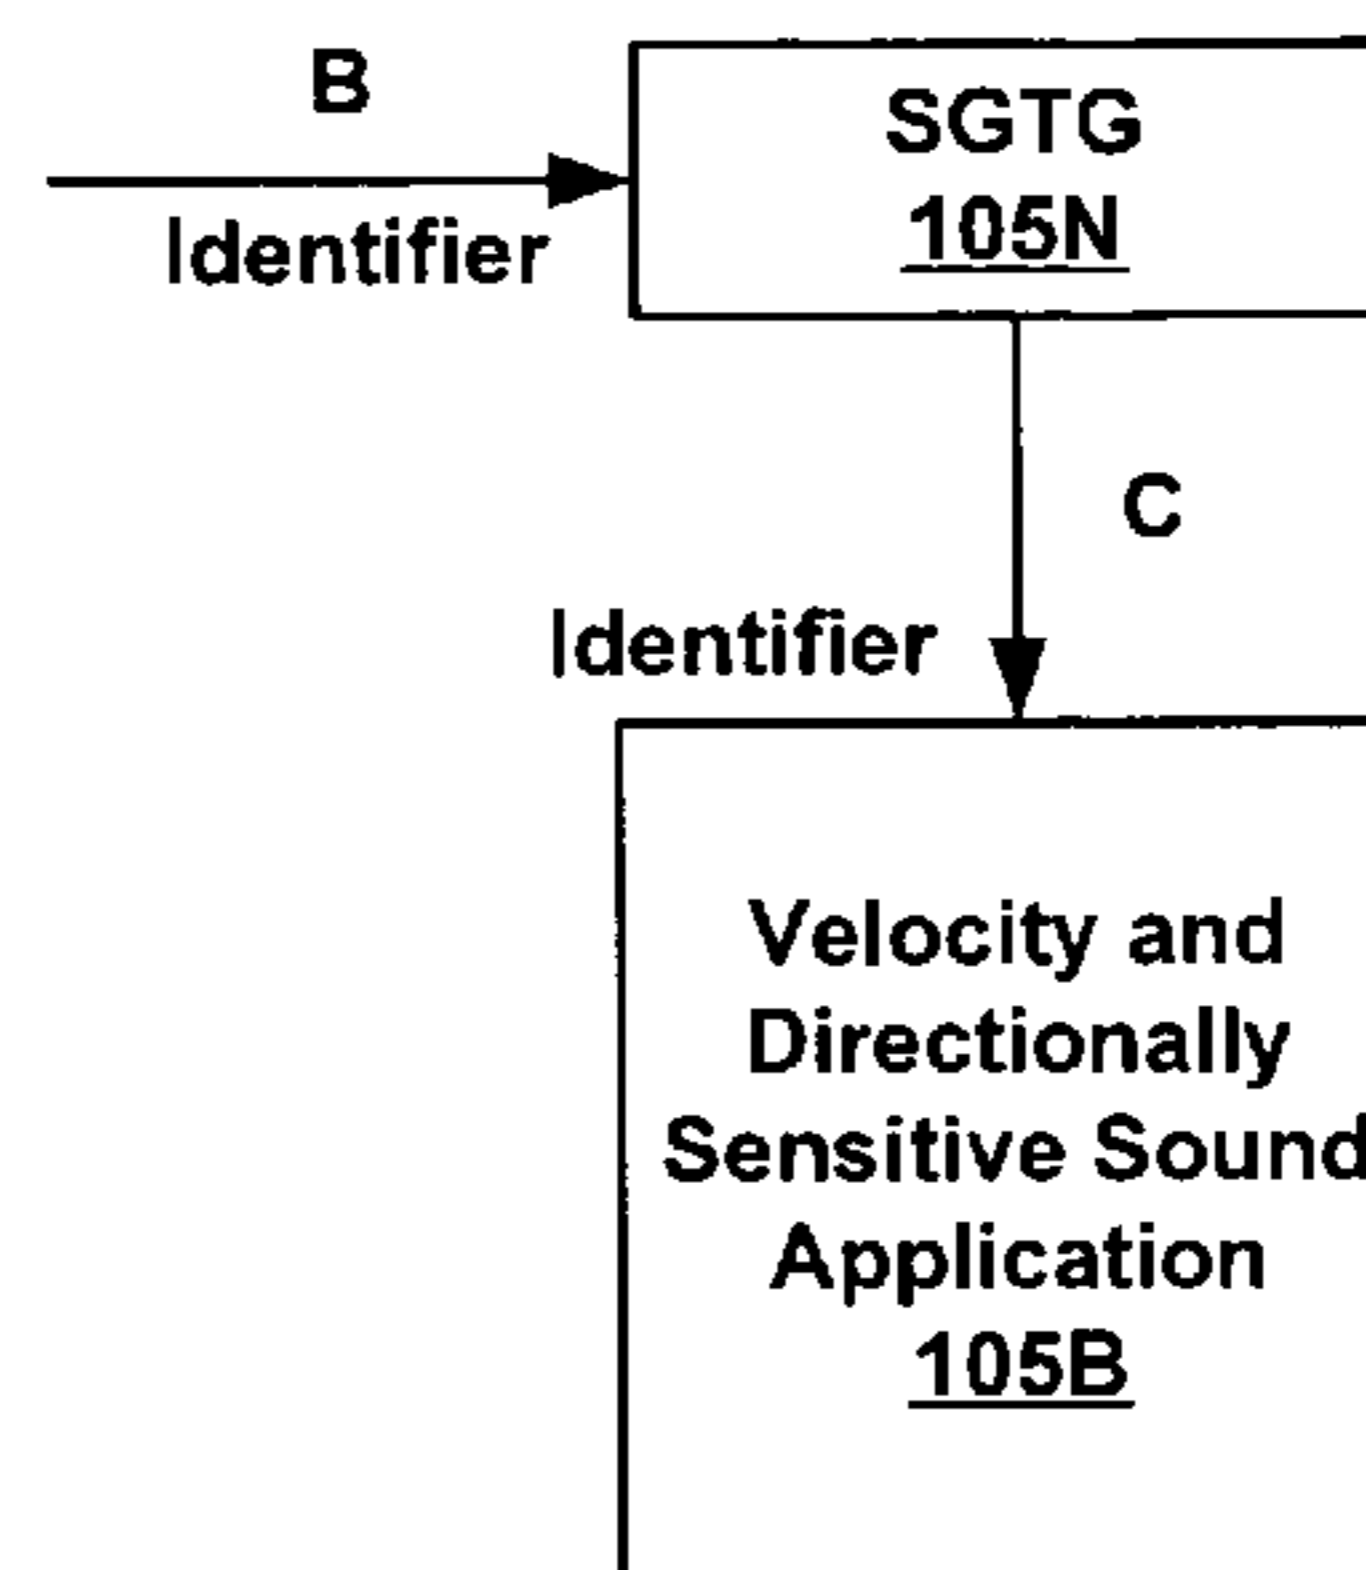 B
SGTG
105N
Identifier
C
Identifier
Velocity and
Directionally
Sensitive Sound
Application
105B